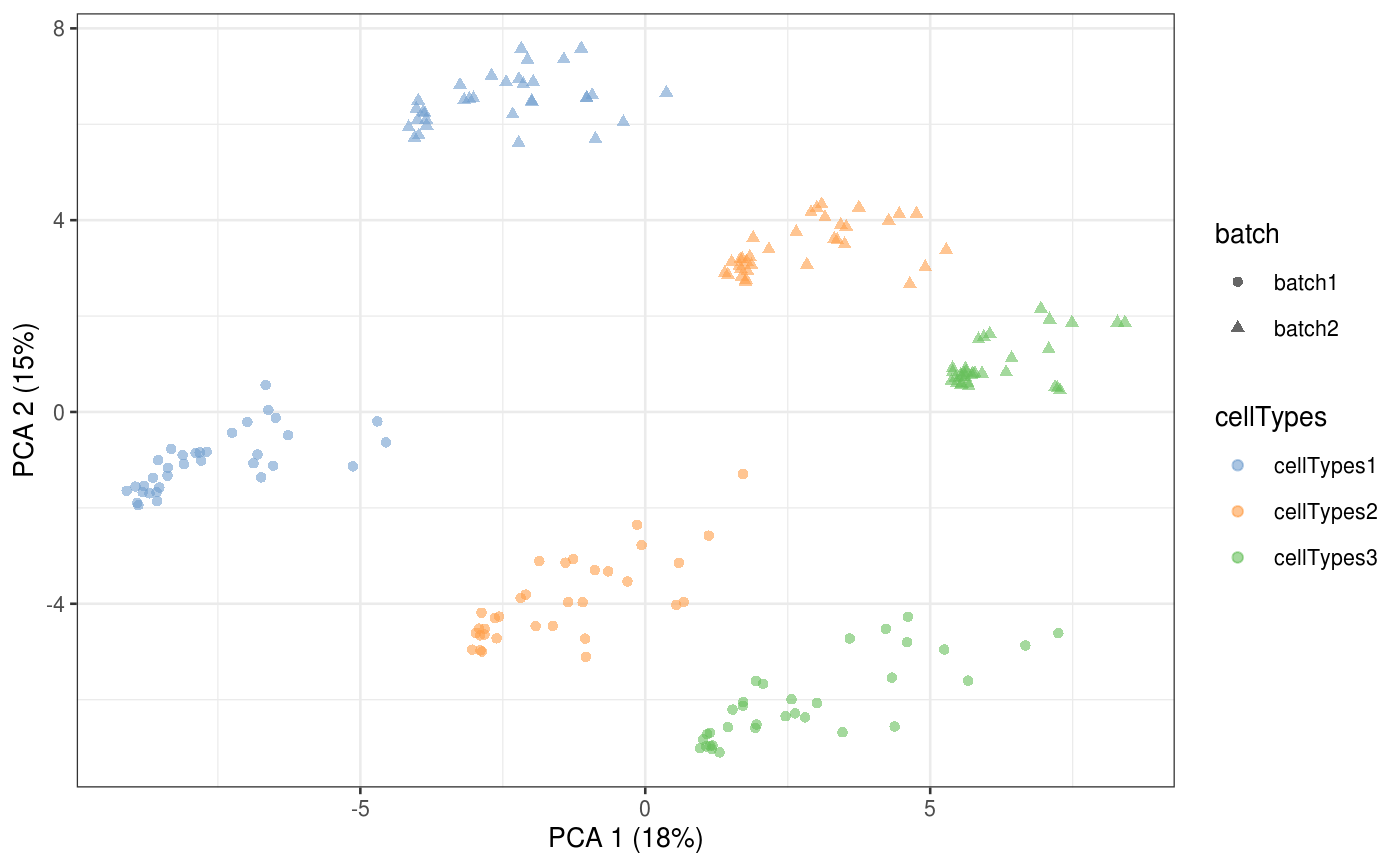 8
4
0
-4
PCA 2 (15%)
-5
0
5
PCA 1 (18%)
batch
batch1
batch2
cellTypes
cellTypes1
cellTypes2
cellTypes3